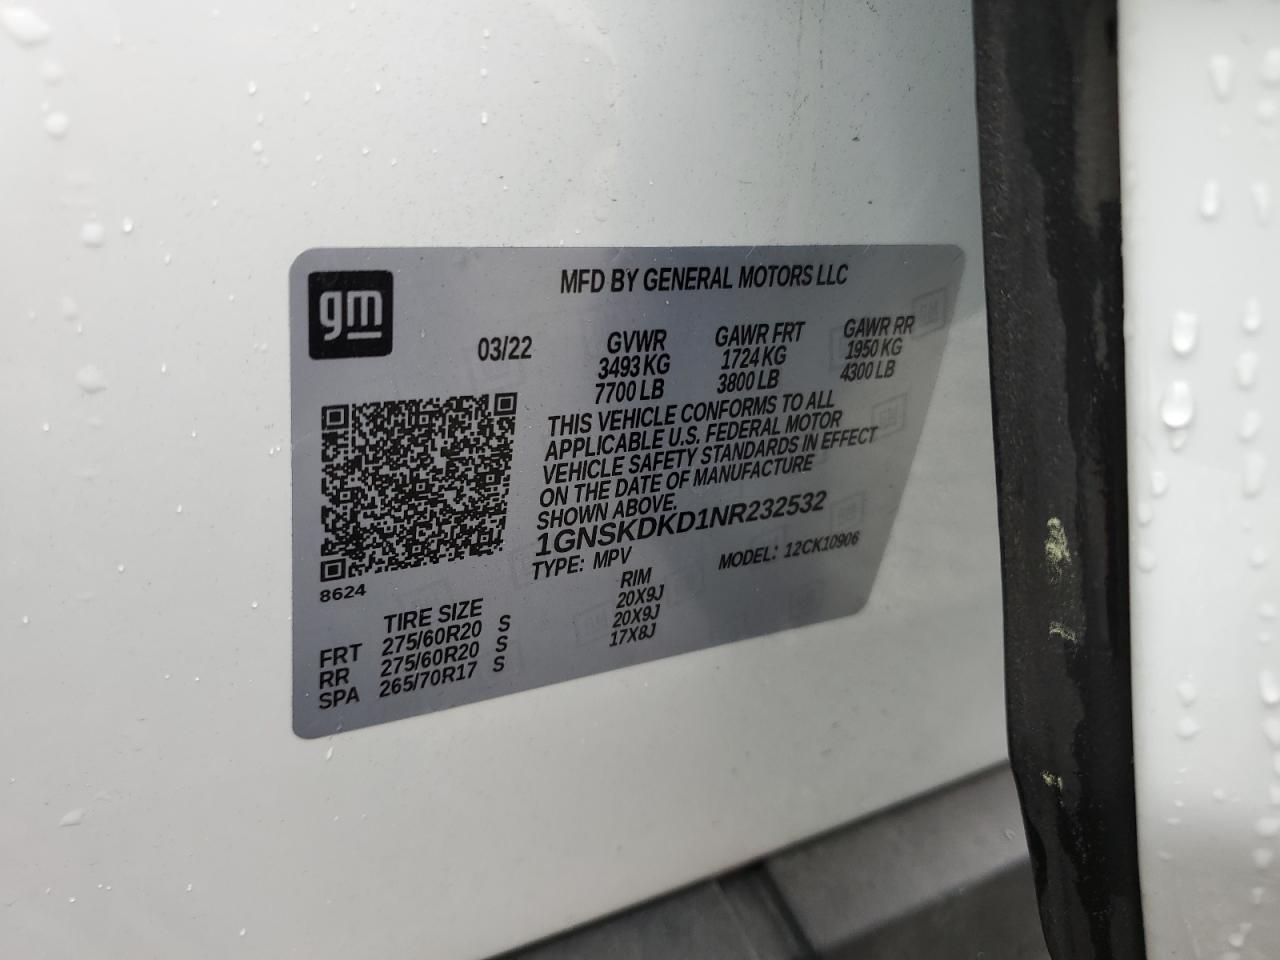 gm
MFD BY GENERAL MOTORS LLC
03/22
GVWR
3493 KG
7700 LB
GAWR FRT
1724 KG
3800 LB
GAWR RR
1950 KG
4300 LB
THIS VEHICLE CONFORMS TO ALL
APPLICABLE U.S. FEDERAL MOTOR
VEHICLE SAFETY STANDARDS IN EFFECT
ON THE DATE OF MANUFACTURE
SHOWN ABOVE.
1GNSKDKD1NR232532
TYPE: MPV MODEL: 12CK10906
8624
TIRE SIZE RIM
FRT 275/60R20 S 20X9J
RR 275/60R20 S 20X9J
SPA 265/70R17 S 17X8J